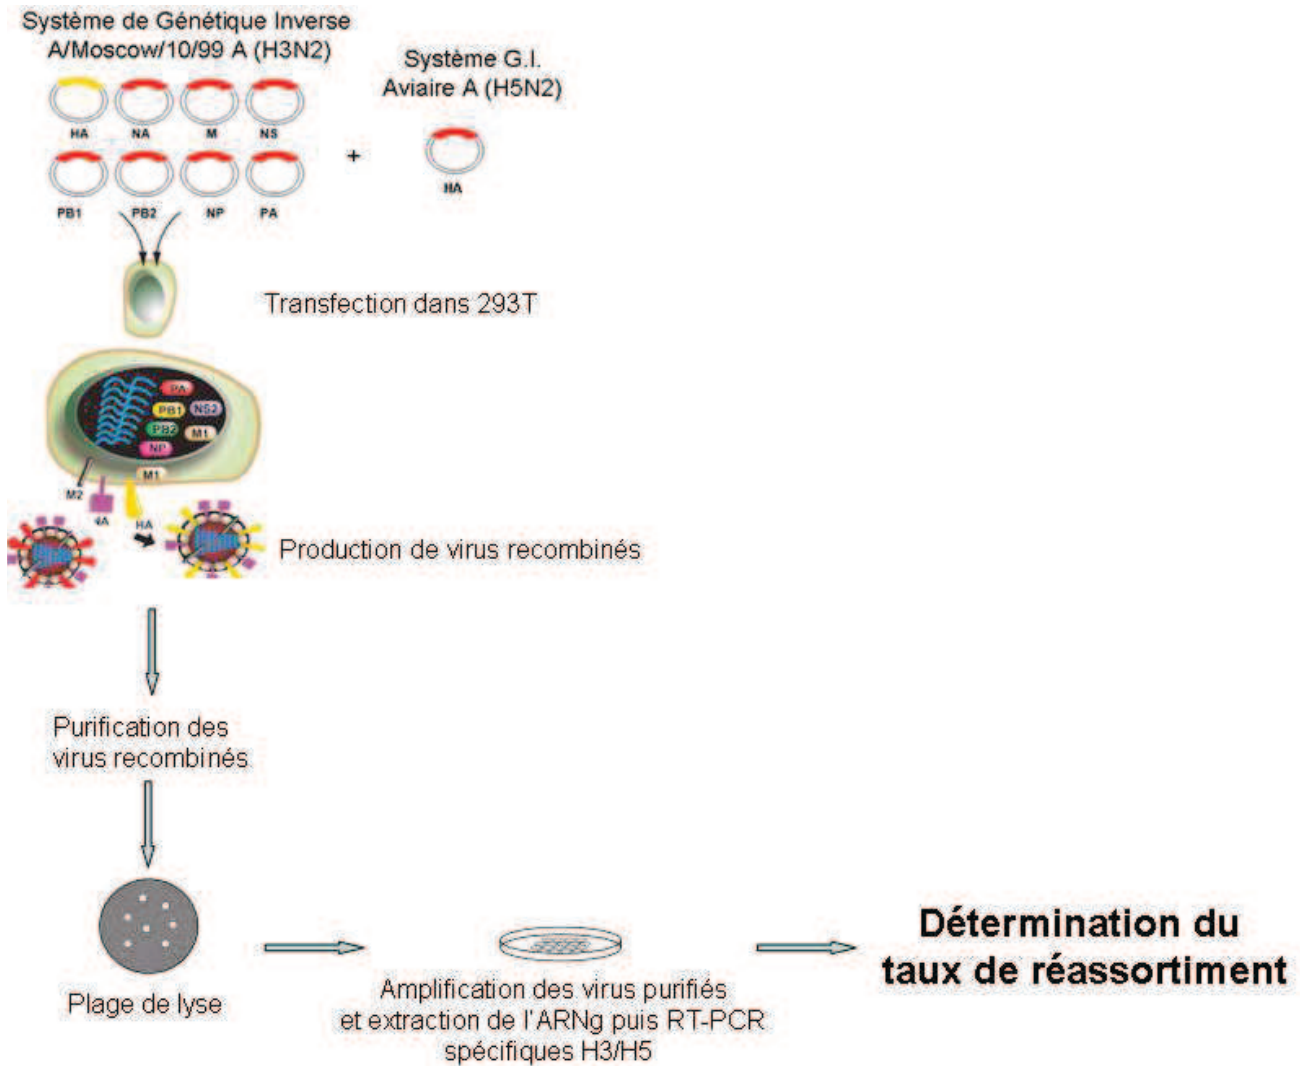 Système de Génétique Inverse
A/Moscow/10/99 A (H3N2)
Système G.I.
Aviaire A (H5N2)
HA NA M NS
+
HA
PB1 PB2 NP PA
Transfection dans 293T
PA
PB1 NS2
PB2 M1
NP
M1
M2
HA
Production de virus recombinés
Purification des
virus recombinés
Plage de lyse
Amplification des virus purifiés
et extraction de l'ARNg puis RT-PCR
spécifiques H3/H5
Détermination du
taux de réassortiment